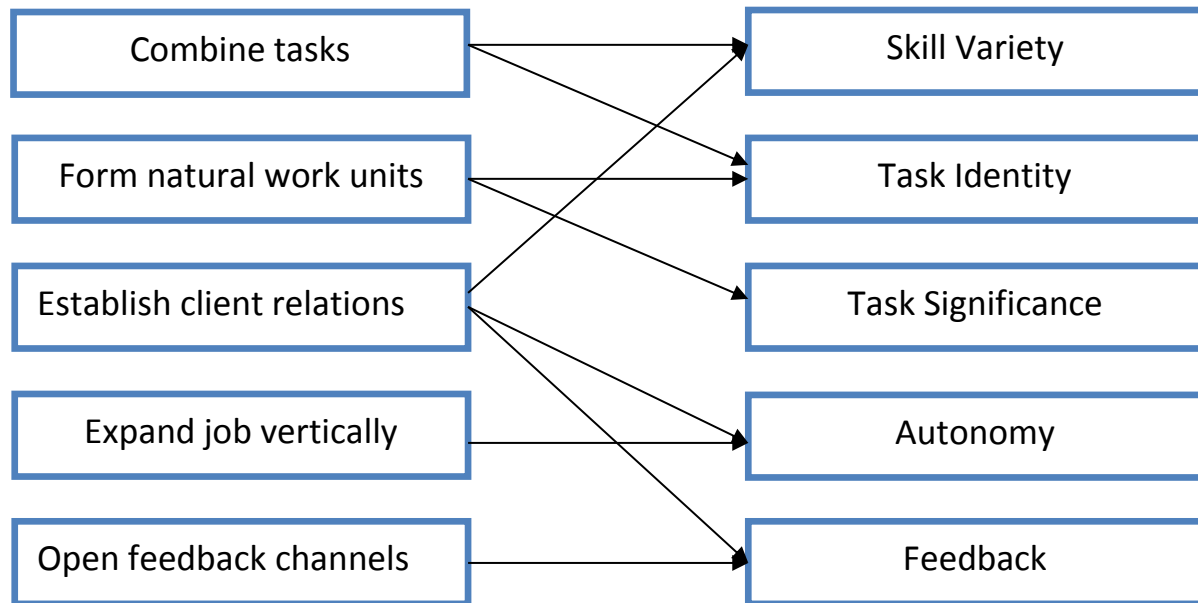 Combine tasks
Skill Variety
Form natural work units
Task Identity
Establish client relations
Task Significance
Expand job vertically
Autonomy
Open feedback channels
Feedback